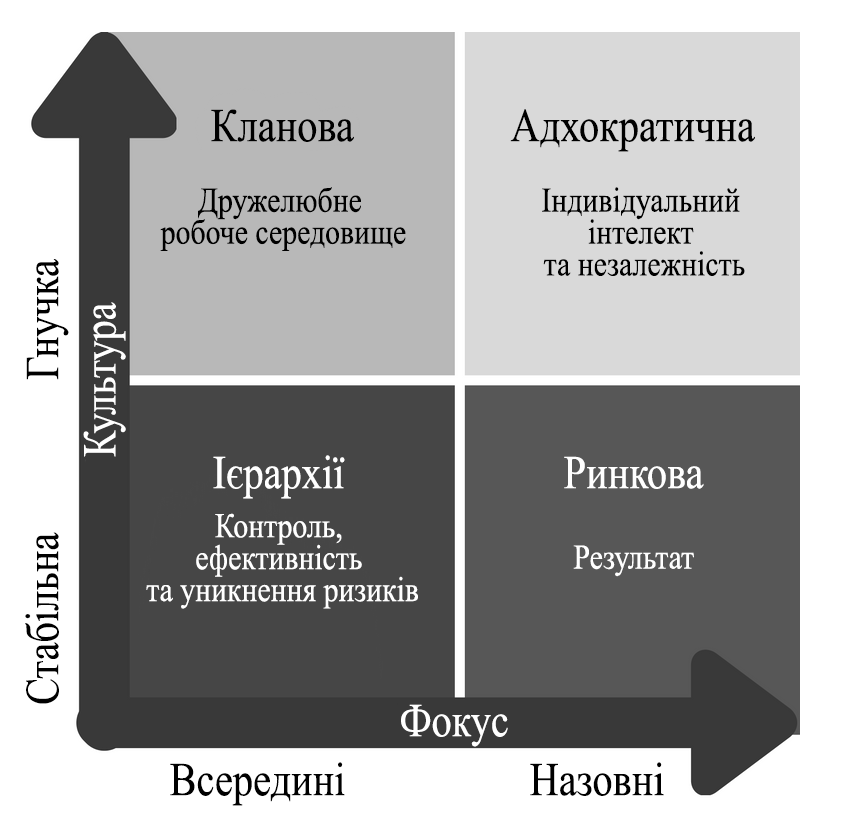 Кланова
Дружелюбне
робоче середовище
Адхократична
Індивідуальний
інтелект
та незалежність
Гнучка
Культура
Стабільна
Ієрархії
Контроль,
ефективність
та уникнення ризиків
Ринкова
Результат
Фокус
Всередині
Назовні